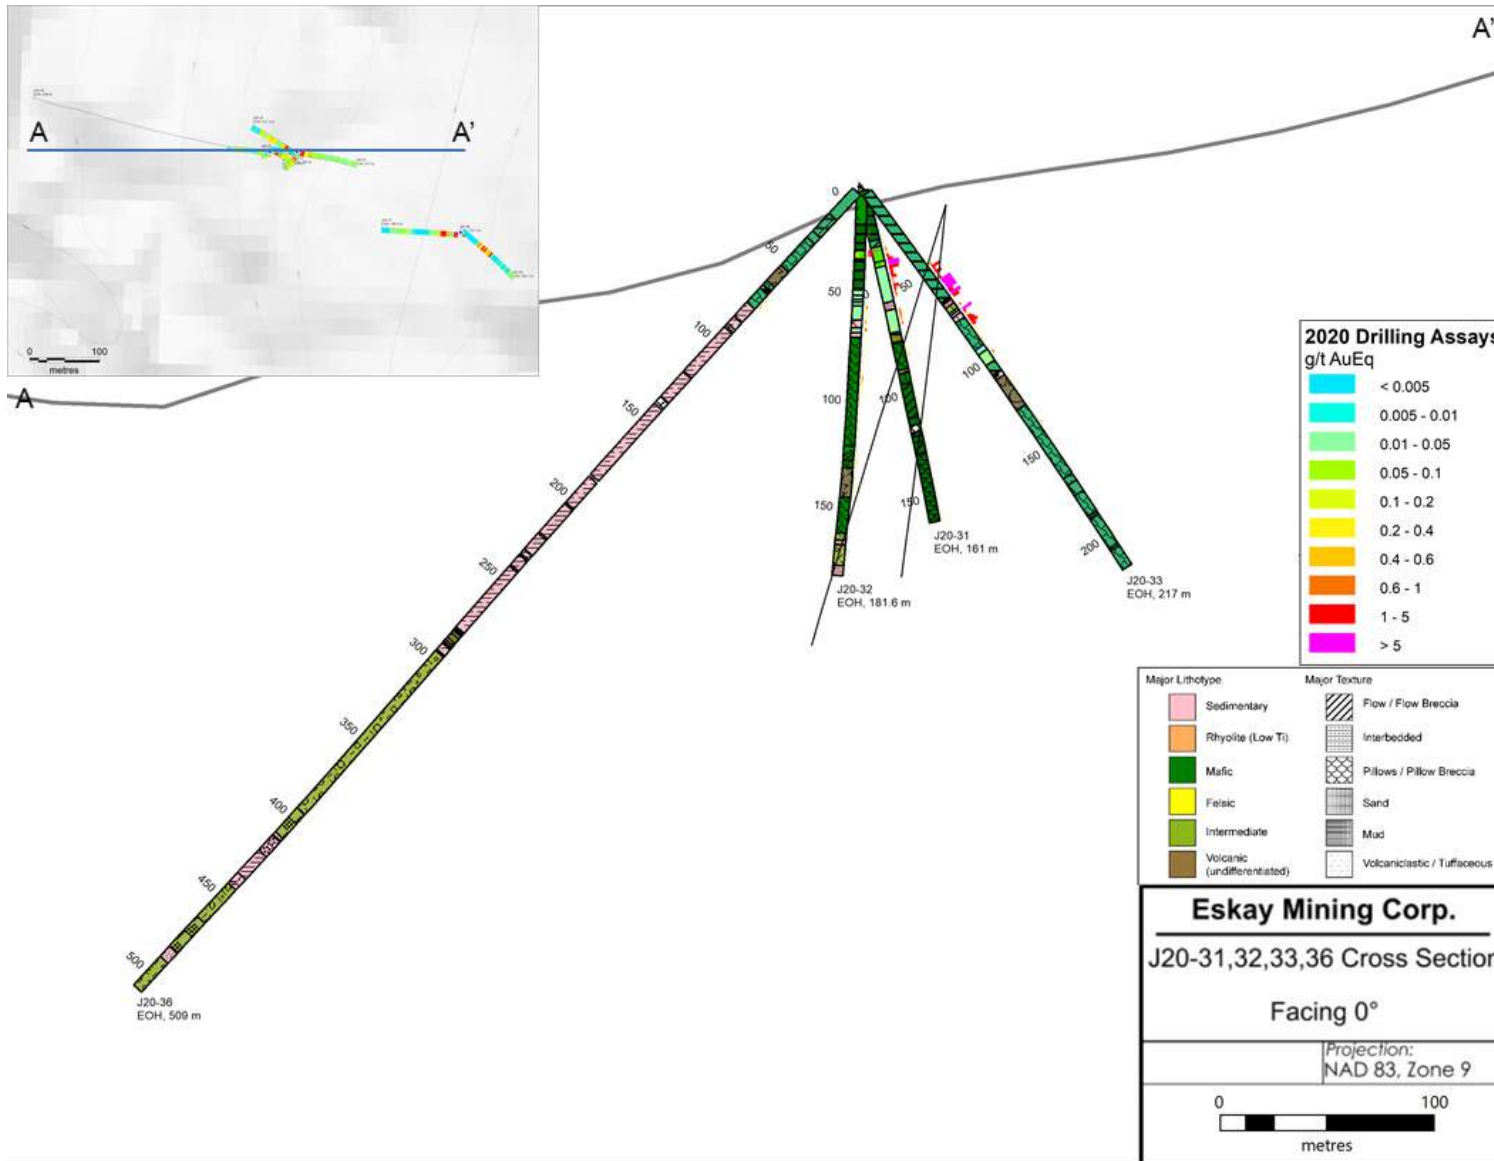 A'
A
A'
0
100
metres
A
0
50
100
150
200
250
300
350
400
450
500
J20-36
EOH, 509 m
50
100
150
J20-32
EOH, 181.6 m
50
100
150
J20-31
EOH, 161 m
100
150
200
J20-33
EOH, 217 m
2020 Drilling Assays
g/t AuEq
< 0.005
0.005 - 0.01
0.01 - 0.05
0.05 - 0.1
0.1 - 0.2
0.2 - 0.4
0.4 - 0.6
0.6 - 1
1 - 5
> 5
Major Lithotype
Sedimentary
Rhyolite (Low Ti)
Mafic
Felsic
Intermediate
Volcanic
(undifferentiated)
Major Texture
Flow / Flow Breccia
Interbedded
Pillows / Pillow Breccia
Sand
Mud
Volcaniclastic / Tuffaceous
Eskay Mining Corp.
J20-31,32,33,36 Cross Section
Facing 0°
Projection:
NAD 83, Zone 9
0
100
metres